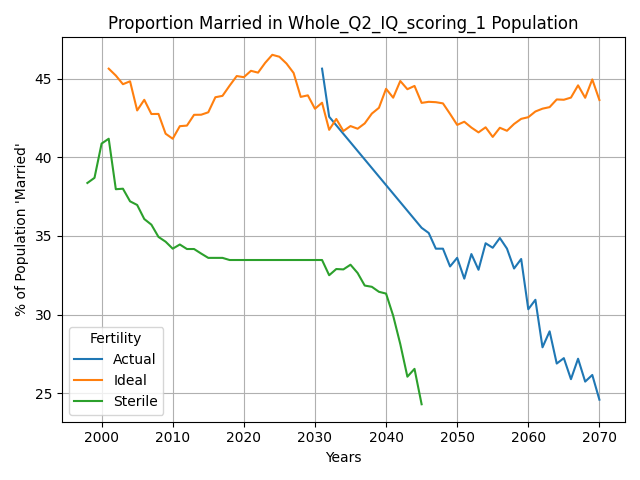 Proportion Married in Whole_Q2_IQ_scoring_1 Population
% of Population 'Married'
45
40
35
30
25
Fertility
Actual
Ideal
Sterile
2000 2010 2020 2030 2040 2050 2060 2070
Years